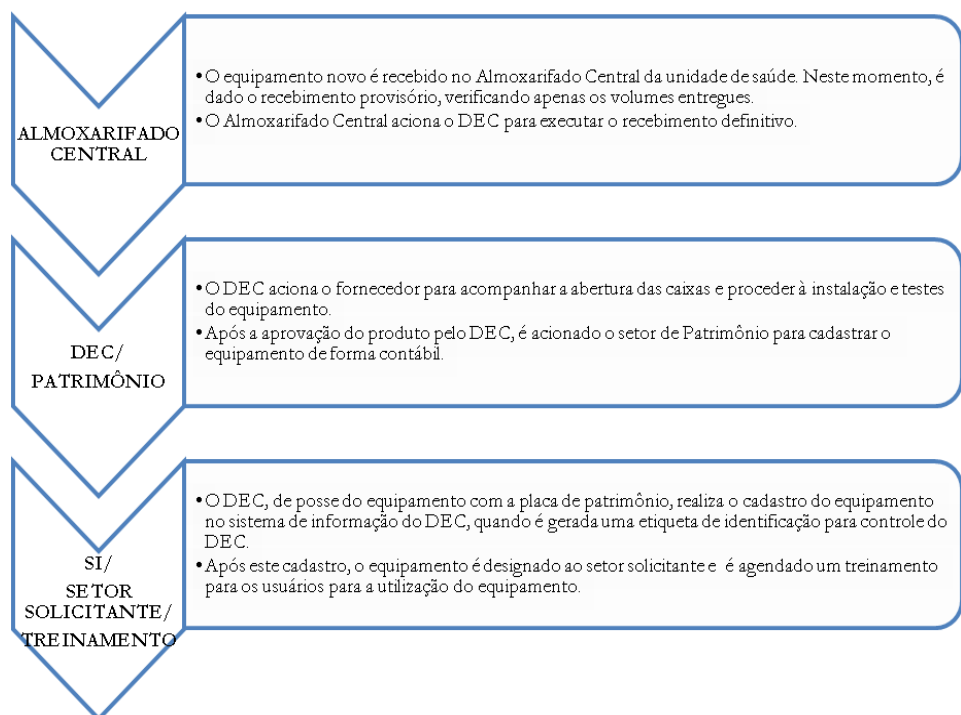 ALMOXARIFADO
CENTRAL
• O equipamento novo é recebido no Almoxarifado Central da unidade de saúde. Neste momento, é
dado o recebimento provisório, verificando apenas os volumes entregues.
• O Almoxarifado Central aciona o DEC para executar o recebimento definitivo.
DEC/
PATRIMÔNIO
• O DEC aciona o fornecedor para acompanhar a abertura das caixas e proceder à instalação e testes
do equipamento.
• Após a aprovação do produto pelo DEC, é acionado o setor de Patrimônio para cadastrar o
equipamento de forma contábil.
SI/
SETOR
SOLICITANTE/
TREINAMENTO
• O DEC, de posse do equipamento com a placa de patrimônio, realiza o cadastro do equipamento
no sistema de informação do DEC, quando é gerada uma etiqueta de identificação para controle do
DEC.
• Após este cadastro, o equipamento é designado ao setor solicitante e é agendado um treinamento
para os usuários para a utilização do equipamento.